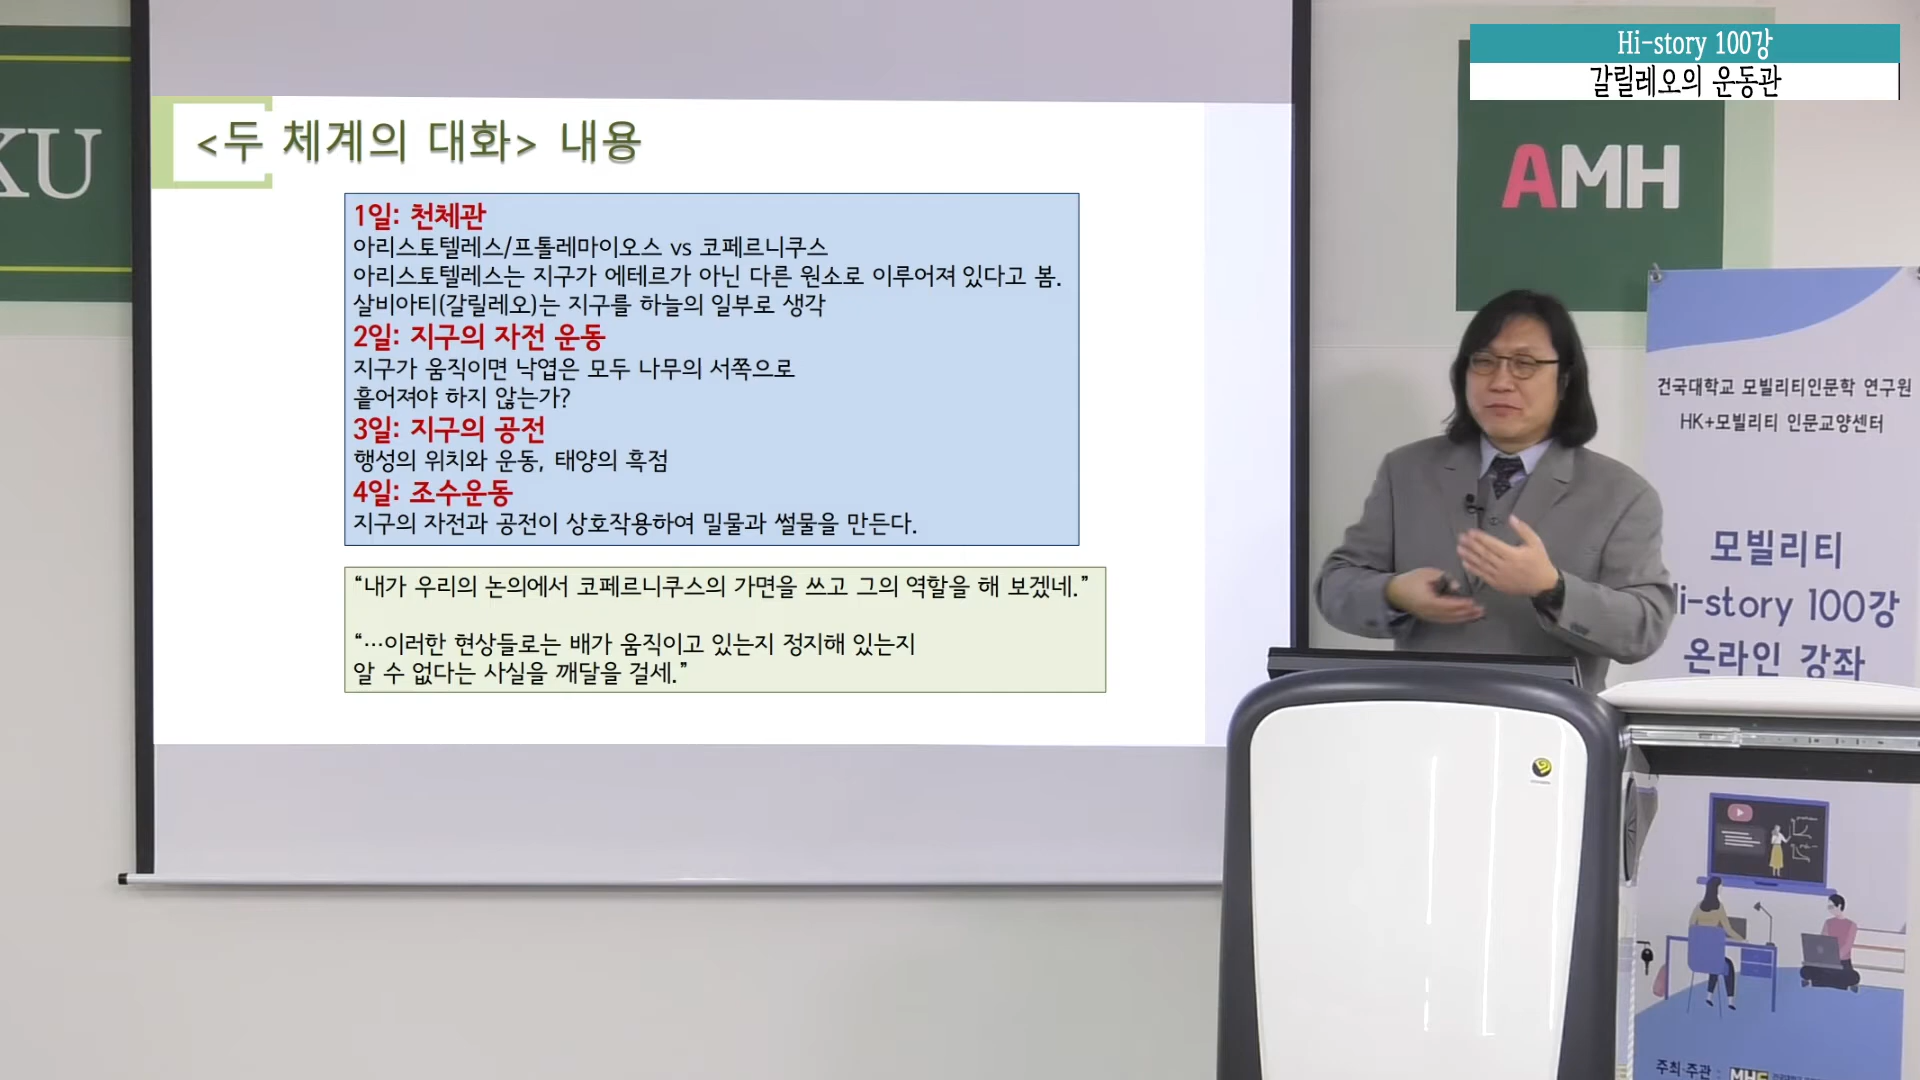 Hi-story 100강
갈릴레오의 운동관
KU
AMH
<두 체계의 대화> 내용
1일: 천체관
아리스토텔레스/프톨레마이오스 vs 코페르니쿠스
아리스토텔레스는 지구가 에테르가 아닌 다른 원소로 이루어져 있다고 봄.
살비아티(갈릴레오)는 지구를 하늘의 일부로 생각
2일: 지구의 자전 운동
지구가 움직이면 낙엽은 모두 나무의 서쪽으로
흩어져야 하지 않는가?
3일: 지구의 공전
행성의 위치와 운동, 태양의 흑점
4일: 조수운동
지구의 자전과 공전이 상호작용하여 밀물과 썰물을 만든다.
“내가 우리의 논의에서 코페르니쿠스의 가면을 쓰고 그의 역할을 해 보겠네.”
“…이러한 현상들로는 배가 움직이고 있는지 정지해 있는지
알 수 없다는 사실을 깨달을 걸세.”
건국대학교 모빌리티인문학 연구원
HK+모빌리티 인문교양센터
모빌리티
Hi-story 100강
온라인 강좌
주최·주관 :